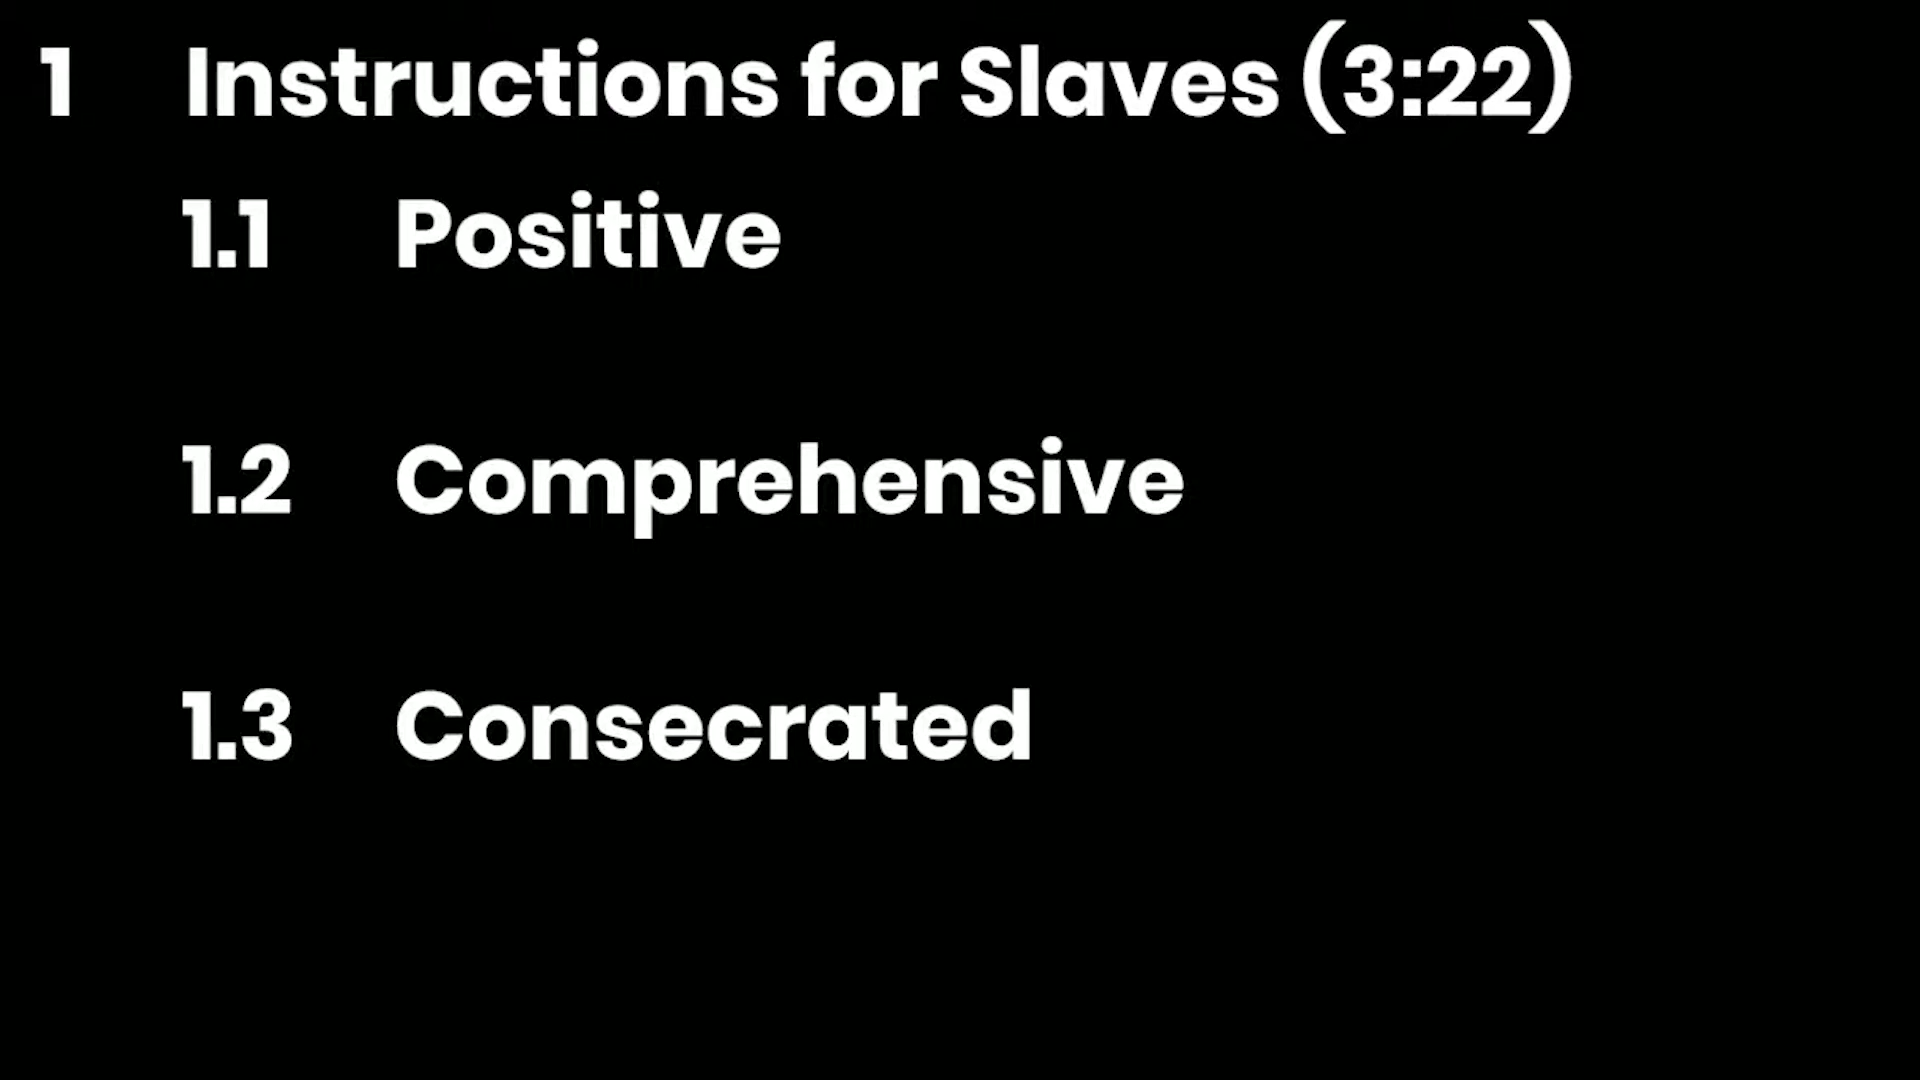 1 Instructions for Slaves (3:22)
1.1 Positive
1.2 Comprehensive
1.3 Consecrated